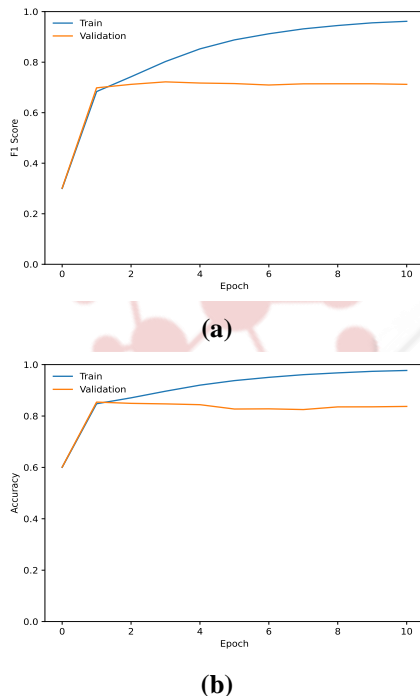 1.0
Train
Validation
0.8
0.6
F1 Score
0.4
0.2
0.0
0 2 4 6 8 10
Epoch
(a)
1.0
Train
Validation
0.8
0.6
Accuracy
0.4
0.2
0.0
0 2 4 6 8 10
Epoch
(b)